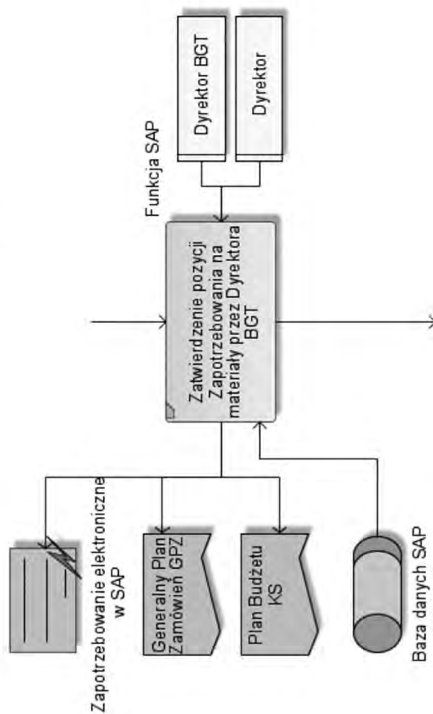 Zapotrzebowanie elektroniczne
w SAP
Generalny Plan
Zamówień GPZ
Plan Budżetu
KS
Baza danych SAP
Zatwierdzenie pozycji
Zapotrzebowania na
materiały przez Dyrektora
BGT
Funkcja SAP
Dyrektor BGT
Dyrektor